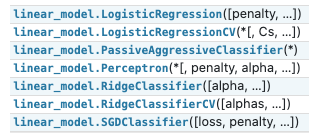 linear_model.LogisticRegression([penalty, ...])
linear_model.LogisticRegressionCV(*[, Cs, ...])
linear_model.PassiveAggressiveClassifier(*)
linear_model.Perceptron(*[, penalty, alpha, ...])
linear_model.RidgeClassifier([alpha, ...])
linear_model.RidgeClassifierCV([alphas, ...])
linear_model.SGDClassifier([loss, penalty, ...])